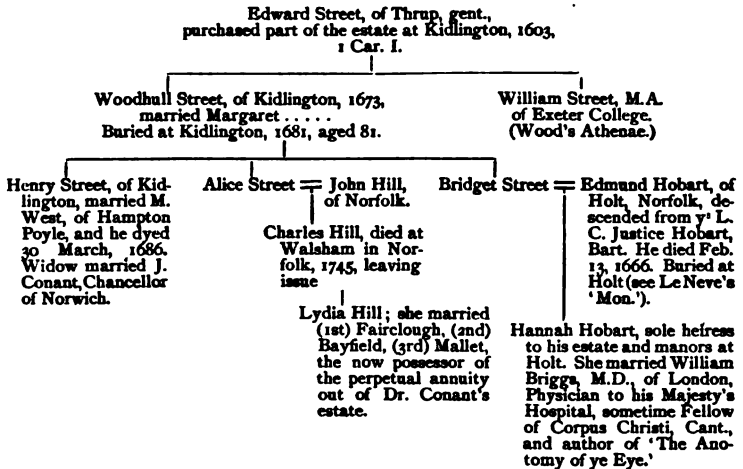 Edward Street, of Thrup, gent.,
purchased part of the estate at Kidlington, 1603,
1 Car. I.
Woodhull Street, of Kidlington, 1673,
married Margaret . . . . .
Buried at Kidlington, 1681, aged 81.
William Street, M.A.
of Exeter College.
(Wood's Athenae.)
Henry Street, of Kid-
lington, married M.
West, of Hampton
Poyle, and he dyed
30 March, 1686.
Widow married J.
Conant, Chancellor
of Norwich.
Alice Street = John Hill,
of Norfolk.
Charles Hill, died at
Walsham in Nor-
folk, 1745, leaving
issue
Lydia Hill; she married
(1st) Fairclough, (2nd)
Bayfield, (3rd) Mallet,
the now possessor of
the perpetual annuity
out of Dr. Conant's
estate.
Bridget Street = Edmund Hobart, of
Holt, Norfolk, de-
scended from yᵉ L.
C. Justice Hobart,
Bart. He died Feb.
13, 1666. Buried at
Holt (see Le Neve's
'Mon.').
Hannah Hobart, sole heiress
to his estate and manors at
Holt. She married William
Briggs, M.D., of London,
Physician to his Majesty's
Hospital, sometime Fellow
of Corpus Christi, Cant.,
and author of 'The Ano-
tomy of ye Eye.'